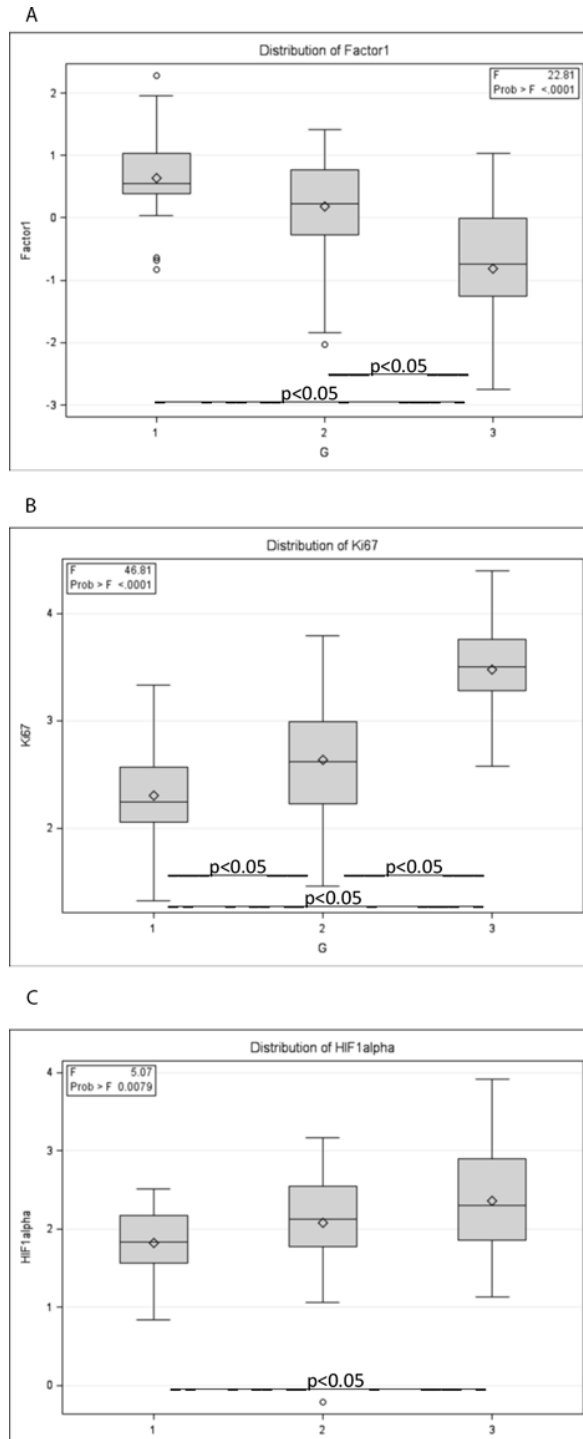 A
Distribution of Factor1
F 22.81
Prob > F <.0001
2
1
0
-1
-2
-3
Factor1
p<0.05
p<0.05
1 2 3
G
B
Distribution of Ki67
F 46.81
Prob > F <.0001
4
3
2
Ki67
p<0.05 p<0.05
p<0.05
1 2 3
G
C
Distribution of HIF1alpha
F 5.07
Prob > F 0.0079
4
3
2
1
0
HIF1alpha
p<0.05
1 2 3
G